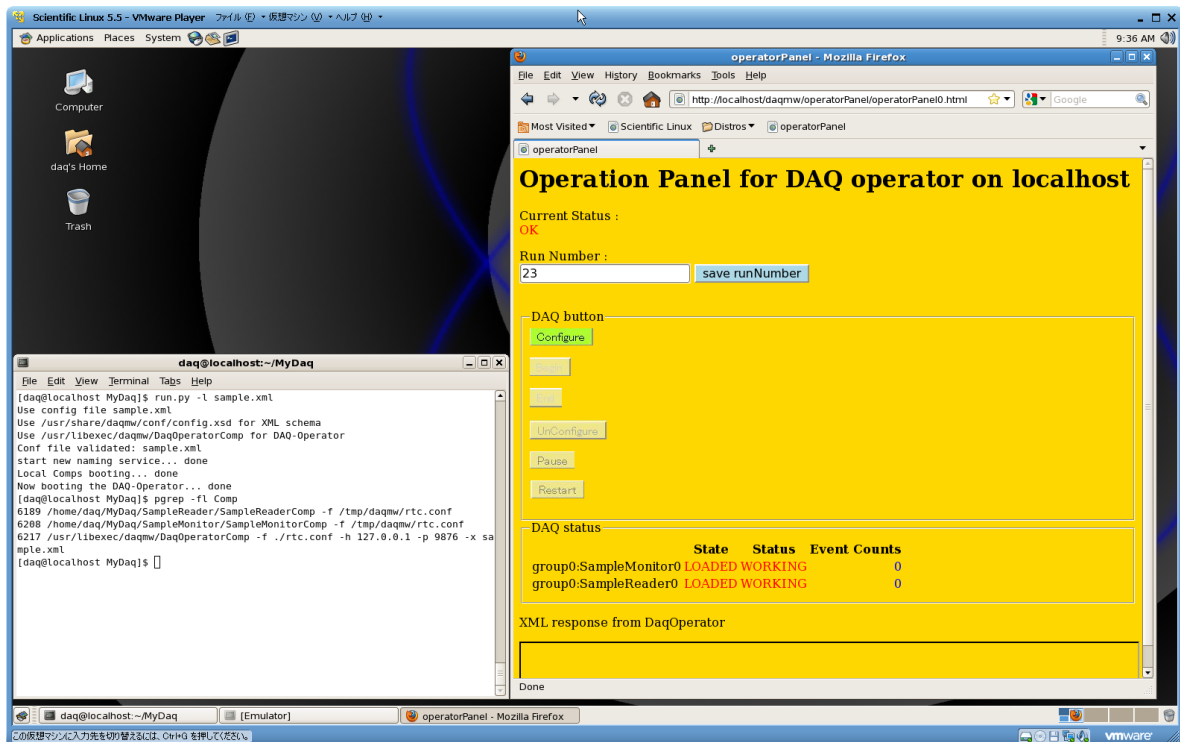 Scientific Linux 5.5 - VMware Player ファイル (F) 仮想マシン (V) ヘルプ (H)
Applications Places System 9:36 AM
Computer
daq's Home
Trash
operatorPanel - Mozilla Firefox
File Edit View History Bookmarks Tools Help
http://localhost/daqmw/operatorPanel/operatorPanel0.html Google
Most Visited Scientific Linux Distros operatorPanel
operatorPanel
Operation Panel for DAQ operator on localhost
Current Status :
OK
Run Number :
23 save runNumber
DAQ button
Configure
Begin
End
UnConfigure
Pause
Restart
DAQ status
State Status Event Counts
group0:SampleMonitor0 LOADED WORKING 0
group0:SampleReader0 LOADED WORKING 0
XML response from DaqOperator
Done
daq@localhost:~/MyDaq
File Edit View Terminal Tabs Help
[daq@localhost MyDaq]$ run.py -l sample.xml
Use config file sample.xml
Use /usr/share/daqmw/conf/config.xsd for XML schema
Use /usr/libexec/daqmw/DaqOperatorComp for DAQ-Operator
Conf file validated: sample.xml
start new naming service... done
Local Comps booting... done
Now booting the DAQ-Operator... done
[daq@localhost MyDaq]$ pgrep -fl Comp
6189 /home/daq/MyDaq/SampleReader/SampleReaderComp -f /tmp/daqmw/rtc.conf
6208 /home/daq/MyDaq/SampleMonitor/SampleMonitorComp -f /tmp/daqmw/rtc.conf
6217 /usr/libexec/daqmw/DaqOperatorComp -f ./rtc.conf -h 127.0.0.1 -p 9876 -x sa
mple.xml
[daq@localhost MyDaq]$
daq@localhost:~/MyDaq [Emulator] operatorPanel - Mozilla Firefox
この仮想マシンに入力先を切り替えるには、Ctrl+G を押してください。 vmware